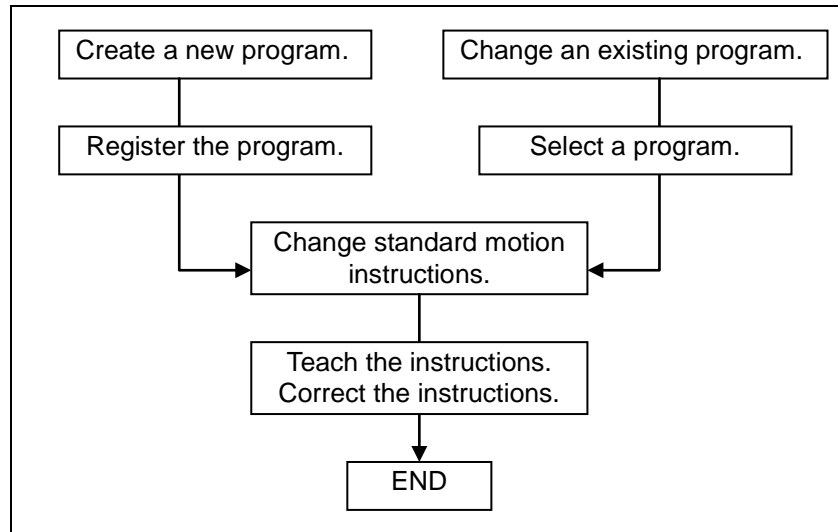 Create a new program.
Change an existing program.
Register the program.
Select a program.
Change standard motion
instructions.
Teach the instructions.
Correct the instructions.
END